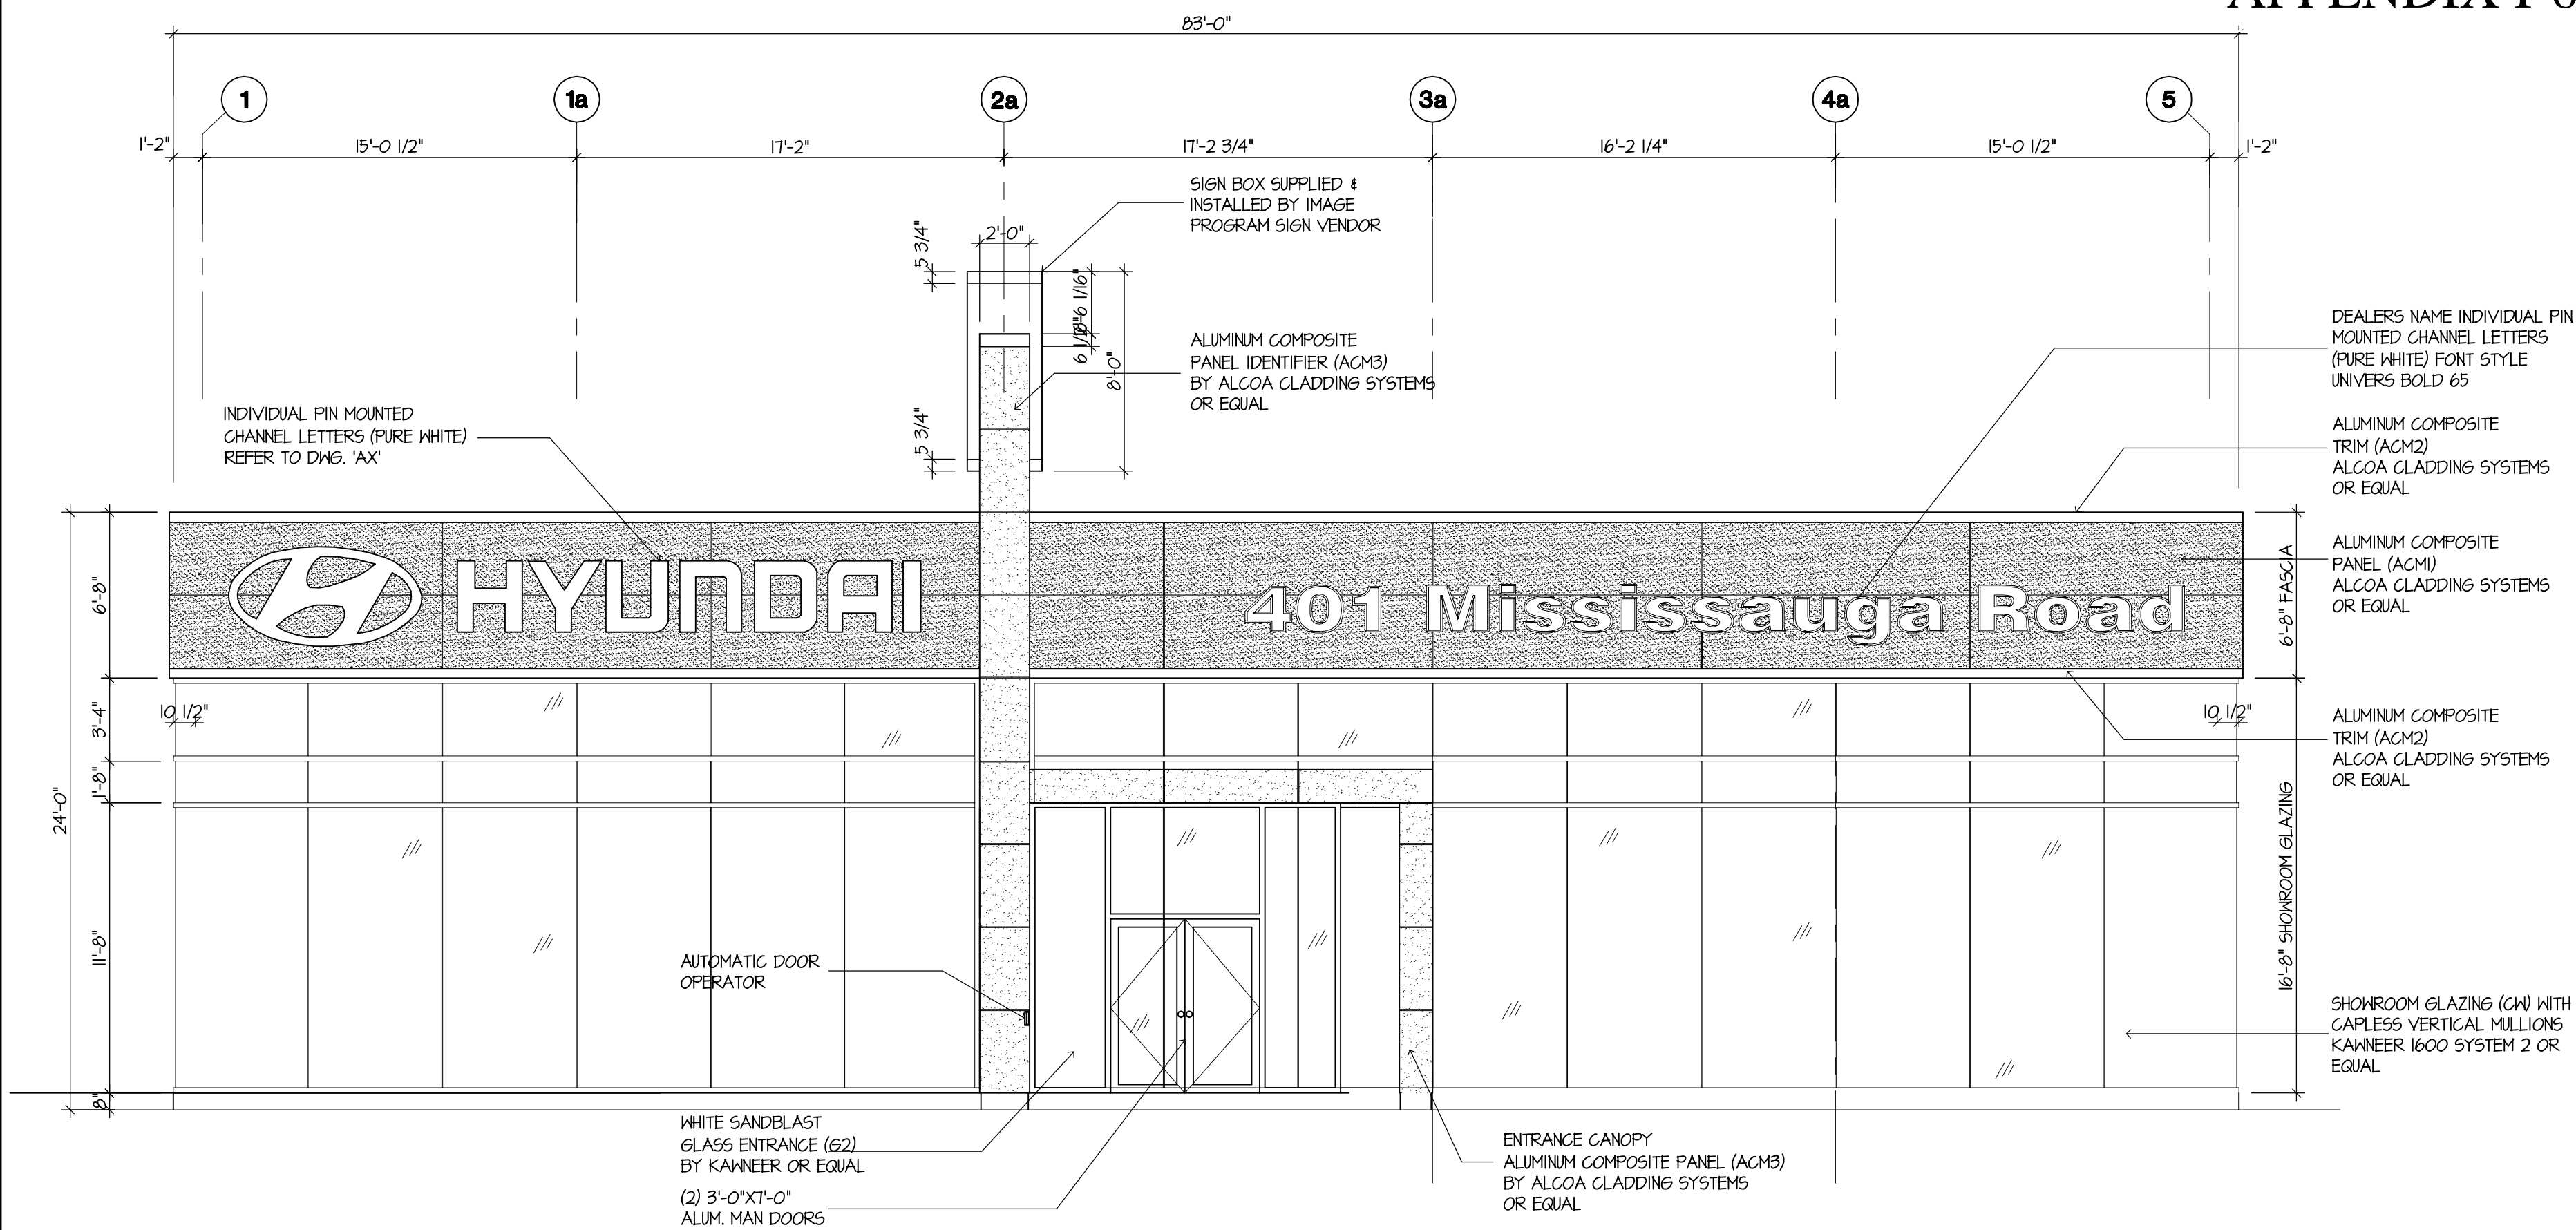 83'-0"
1
1a
2a
3a
4a
5
1'-2"
15'-0 1/2"
17'-2"
17'-2 3/4"
16'-2 1/4"
15'-0 1/2"
1'-2"
SIGN BOX SUPPLIED &
INSTALLED BY IMAGE
PROGRAM SIGN VENDOR
5 3/4"
2'-0"
8'-0"
5 3/4"
ALUMINUM COMPOSITE
PANEL IDENTIFIER (ACM3)
BY ALCOA CLADDING SYSTEMS
OR EQUAL
DEALERS NAME INDIVIDUAL PIN
MOUNTED CHANNEL LETTERS
(PURE WHITE) FONT STYLE
UNIVERS BOLD 65
INDIVIDUAL PIN MOUNTED
CHANNEL LETTERS (PURE WHITE)
REFER TO DWG. 'AX'
ALUMINUM COMPOSITE
TRIM (ACM2)
ALCOA CLADDING SYSTEMS
OR EQUAL
HYUNDAI
401 Mississauga Road
6'-8"
6'-8" FASCIA
ALUMINUM COMPOSITE
PANEL (ACM1)
ALCOA CLADDING SYSTEMS
OR EQUAL
10 1/2"
3'-4"
1'-8"
24'-0"
11'-8"
8"
10 1/2"
ALUMINUM COMPOSITE
TRIM (ACM2)
ALCOA CLADDING SYSTEMS
OR EQUAL
16'-8" SHOWROOM GLAZING
AUTOMATIC DOOR
OPERATOR
SHOWROOM GLAZING (CW) WITH
CAPLESS VERTICAL MULLIONS
KAWNEER 1600 SYSTEM 2 OR
EQUAL
WHITE SANDBLAST
GLASS ENTRANCE (G2)
BY KAWNEER OR EQUAL
(2) 3'-0"X7'-0"
ALUM. MAN DOORS
ENTRANCE CANOPY
ALUMINUM COMPOSITE PANEL (ACM3)
BY ALCOA CLADDING SYSTEMS
OR EQUAL